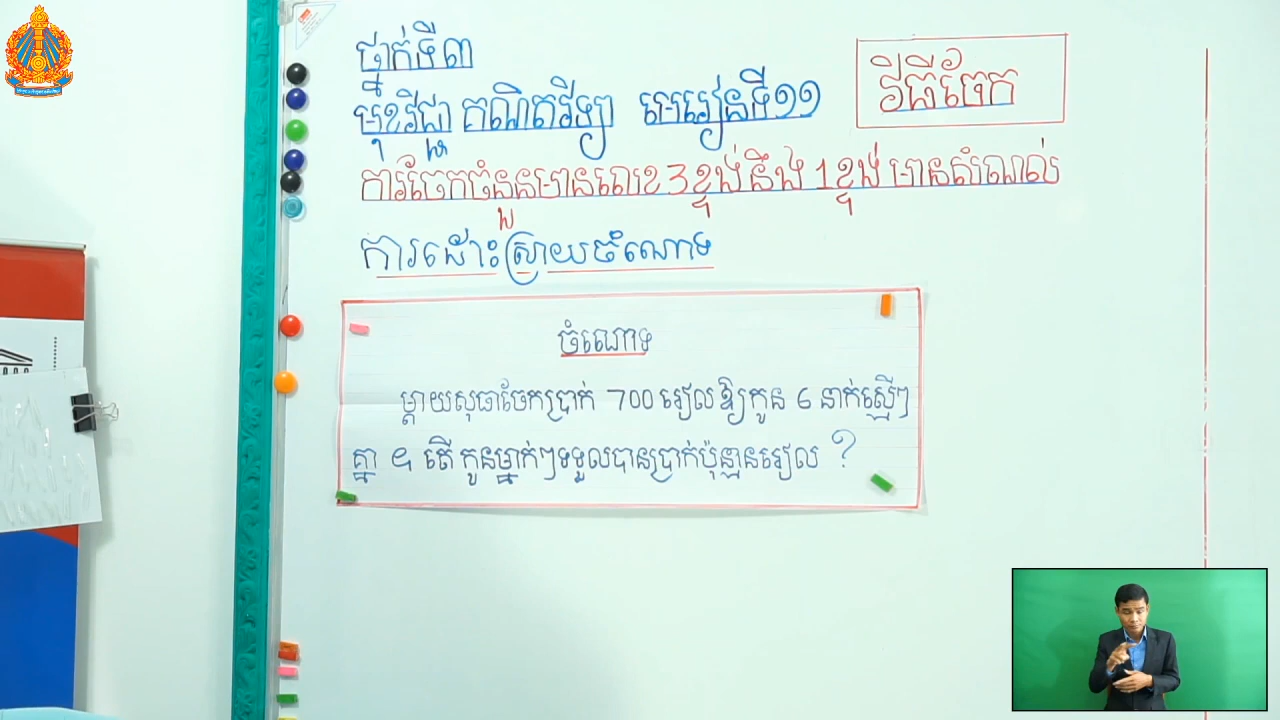 ថ្នាក់ទី៣
មុខវិជ្ជា គណិតវិទ្យា មេរៀនទី១១
វិធីចែក
ការចែកចំនួនមានលេខ 3 ខ្ទង់ នឹង 1 ខ្ទង់ មានសំណល់
ការដោះស្រាយចំណោទ
ចំណោទ
ម្ដាយសុធាចែកប្រាក់ 700 រៀលឱ្យកូន 6 នាក់ស្មើៗ
គ្នា ។ តើ កូនម្នាក់ៗទទួលបានប្រាក់ប៉ុន្មានរៀល ?